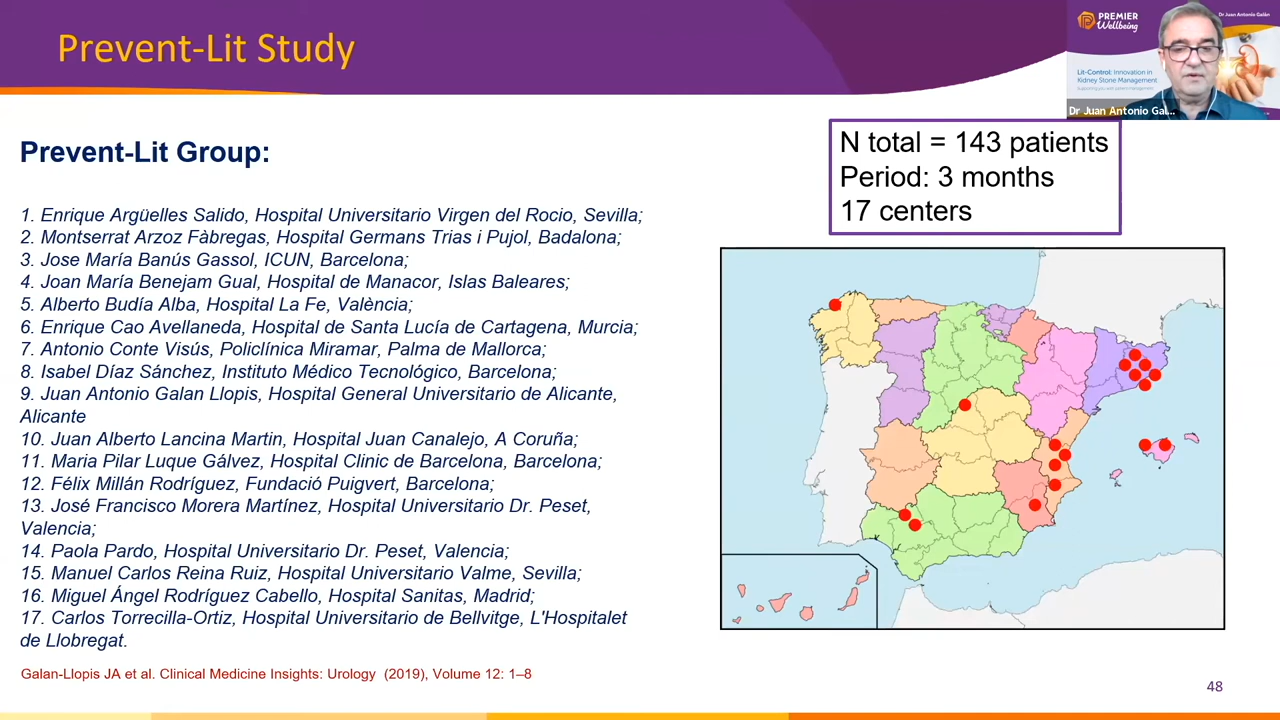 Prevent-Lit Study
PREMIER
Wellbeing
Dr Juan Antonio Galán
Lit-Control: Innovation in
Kidney Stone Management
Dr Juan Antonio Gal...
Prevent-Lit Group:
N total = 143 patients
Period: 3 months
17 centers
1. Enrique Argüelles Salido, Hospital Universitario Virgen del Rocio, Sevilla;
2. Montserrat Arzoz Fàbregas, Hospital Germans Trias i Pujol, Badalona;
3. Jose María Banús Gassol, ICUN, Barcelona;
4. Joan María Benejam Gual, Hospital de Manacor, Islas Baleares;
5. Alberto Budía Alba, Hospital La Fe, València;
6. Enrique Cao Avellaneda, Hospital de Santa Lucía de Cartagena, Murcia;
7. Antonio Conte Visús, Policlínica Miramar, Palma de Mallorca;
8. Isabel Díaz Sánchez, Instituto Médico Tecnológico, Barcelona;
9. Juan Antonio Galan Llopis, Hospital General Universitario de Alicante,
Alicante
10. Juan Alberto Lancina Martin, Hospital Juan Canalejo, A Coruña;
11. Maria Pilar Luque Gálvez, Hospital Clinic de Barcelona, Barcelona;
12. Félix Millán Rodríguez, Fundació Puigvert, Barcelona;
13. José Francisco Morera Martínez, Hospital Universitario Dr. Peset,
Valencia;
14. Paola Pardo, Hospital Universitario Dr. Peset, Valencia;
15. Manuel Carlos Reina Ruiz, Hospital Universitario Valme, Sevilla;
16. Miguel Ángel Rodríguez Cabello, Hospital Sanitas, Madrid;
17. Carlos Torrecilla-Ortiz, Hospital Universitario de Bellvitge, L'Hospitalet
de Llobregat.
Galan-Llopis JA et al. Clinical Medicine Insights: Urology (2019), Volume 12: 1–8
48